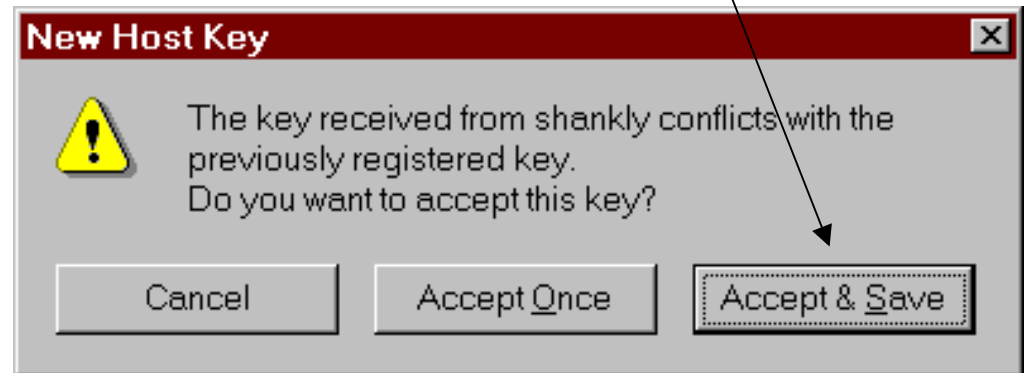 New Host Key
The key received from shankly conflicts with the
previously registered key.
Do you want to accept this key?
Cancel
Accept Once
Accept & Save